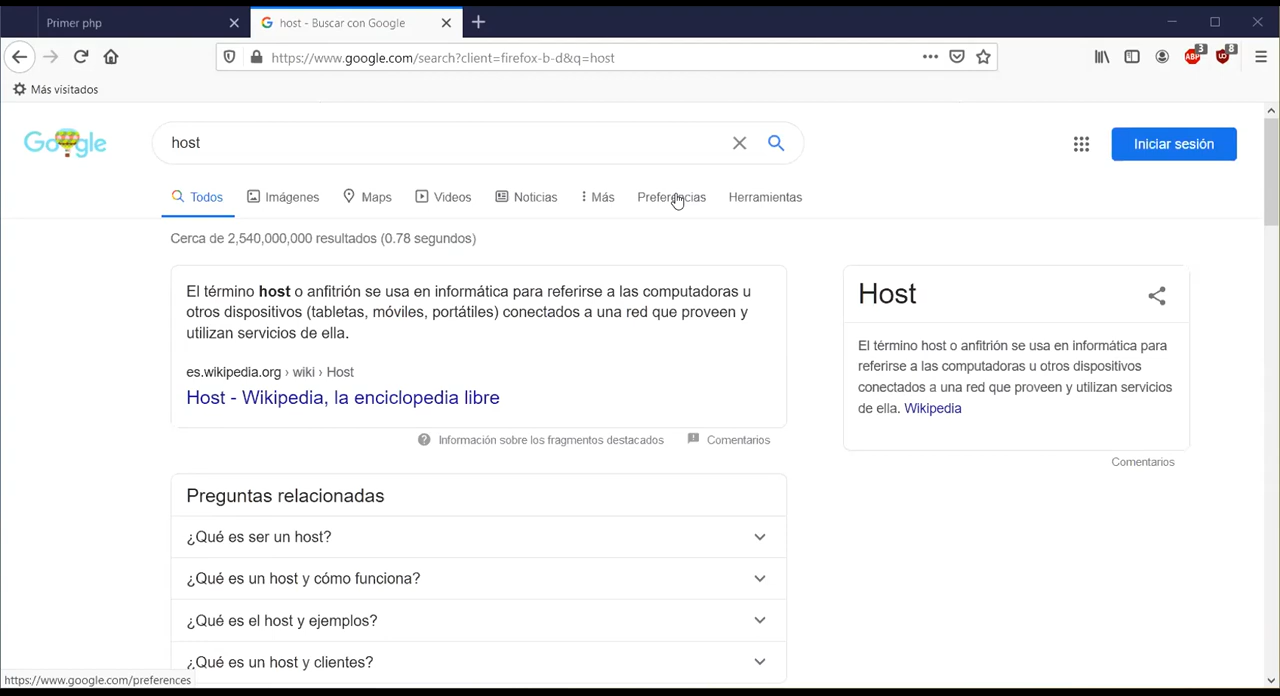 Primer php
host - Buscar con Google
https://www.google.com/search?client=firefox-b-d&q=host
ABP
3
8
Más visitados
Google
host
Iniciar sesión
Todos
Imágenes
Maps
Videos
Noticias
Más
Preferencias
Herramientas
Cerca de 2,540,000,000 resultados (0.78 segundos)
El término host o anfitrión se usa en informática para referirse a las computadoras u
otros dispositivos (tabletas, móviles, portátiles) conectados a una red que proveen y
utilizan servicios de ella.
es.wikipedia.org › wiki › Host
Host - Wikipedia, la enciclopedia libre
Información sobre los fragmentos destacados
Comentarios
Host
El término host o anfitrión se usa en informática para
referirse a las computadoras u otros dispositivos
conectados a una red que proveen y utilizan servicios
de ella. Wikipedia
Comentarios
Preguntas relacionadas
¿Qué es ser un host?
¿Qué es un host y cómo funciona?
¿Qué es el host y ejemplos?
¿Qué es un host y clientes?
https://www.google.com/preferences